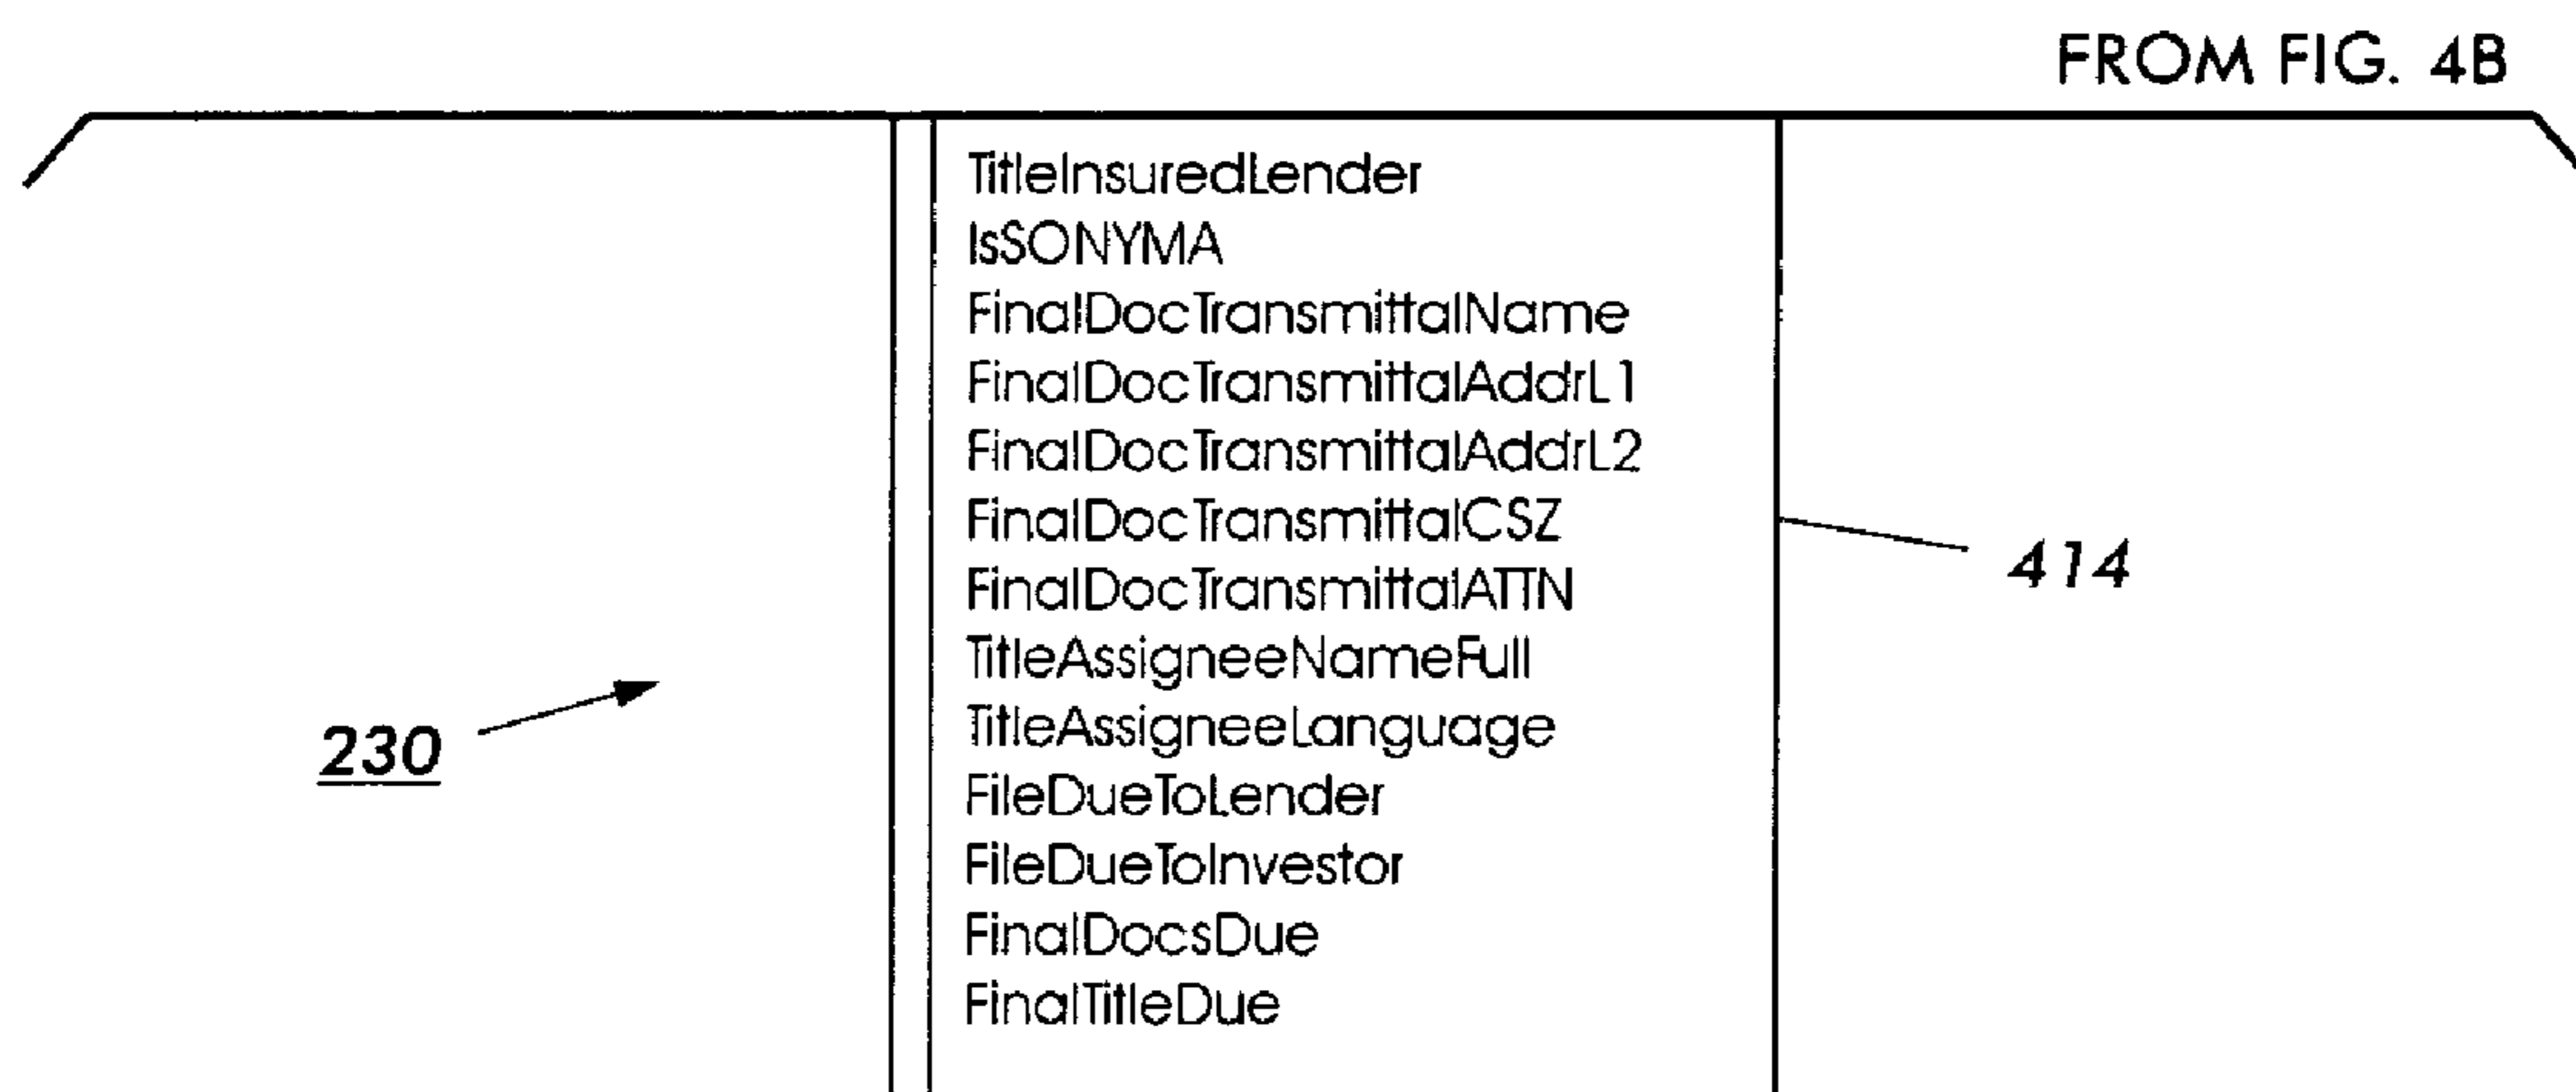 FROM FIG. 4B
TitleInsuredLender
IsSONYMA
FinalDocTransmittalName
FinalDocTransmittalAddrL1
FinalDocTransmittalAddrL2
FinalDocTransmittalCSZ
FinalDocTransmittalATTN
414
TitleAssigneeNameFull
TitleAssigneeLanguage
230
FileDueToLender
FileDueToInvestor
FinalDocsDue
FinalTitleDue